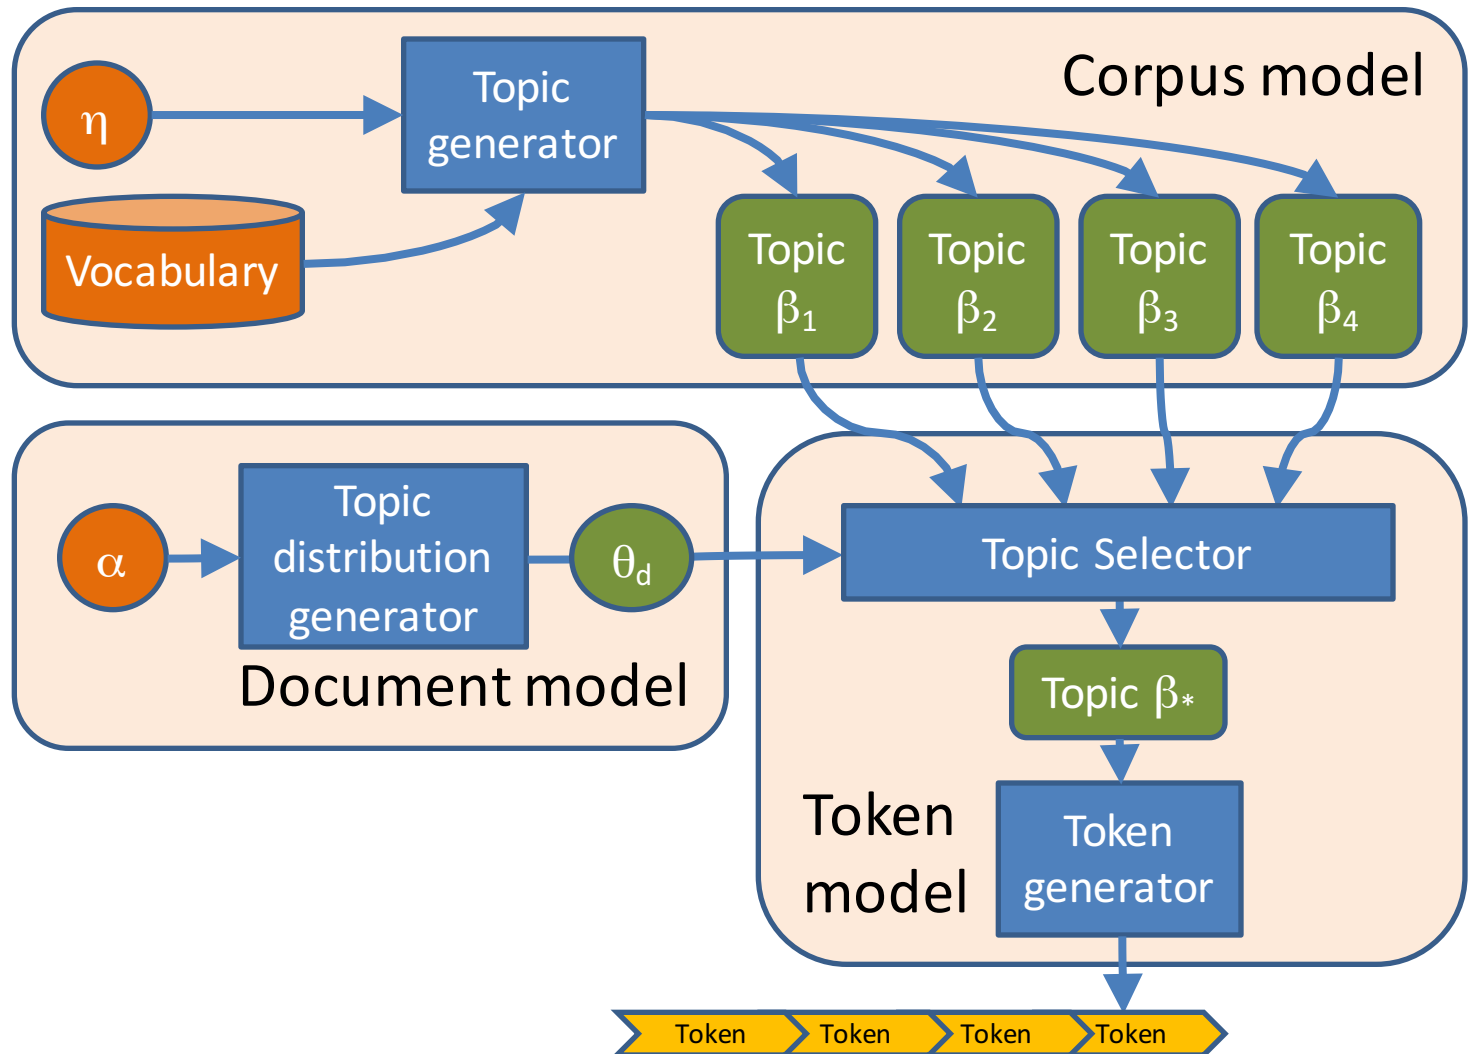 Corpus model
η
Topic
generator
Vocabulary
Topic
β1
Topic
β2
Topic
β3
Topic
β4
α
Topic
distribution
generator
θd
Document model
Topic Selector
Topic β*
Token
generator
Token
model
Token
Token
Token
Token